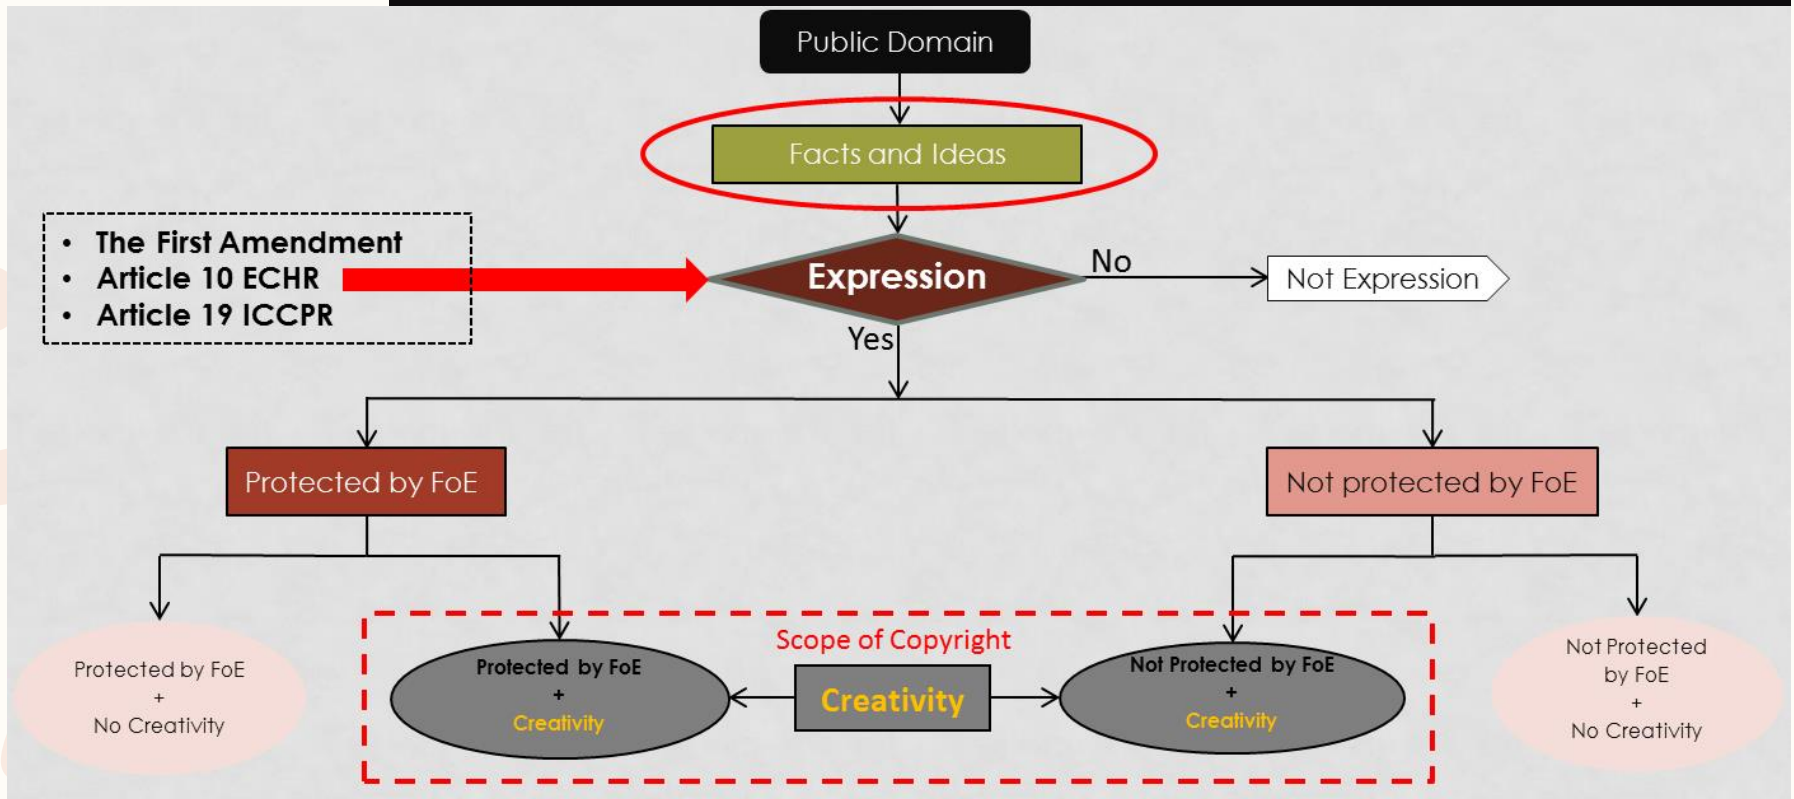 Public Domain
Facts and Ideas
• The First Amendment
• Article 10 ECHR
• Article 19 ICCPR
Expression
No
Not Expression
Yes
Protected by FoE
Not protected by FoE
Scope of Copyright
Protected by FoE
+
No Creativity
Protected by FoE
+
Creativity
Creativity
Not Protected by FoE
+
Creativity
Not Protected
by FoE
+
No Creativity